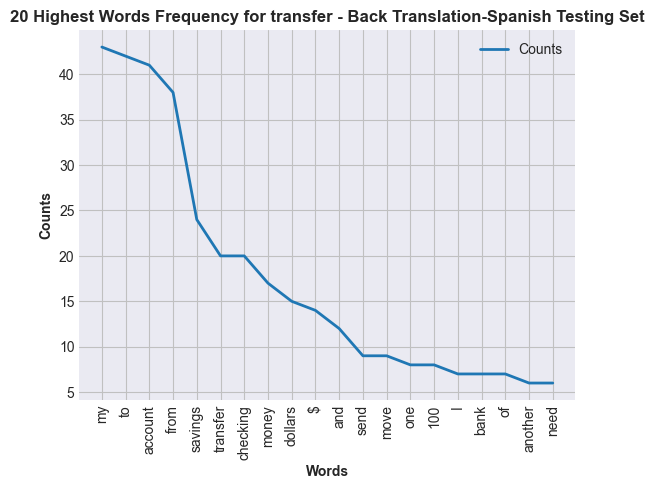 20 Highest Words Frequency for transfer - Back Translation-Spanish Testing Set
Counts
40
35
30
25
20
15
10
5
Counts
my
to
account
from
savings
transfer
checking
money
dollars
$
and
send
move
one
100
I
bank
of
another
need
Words